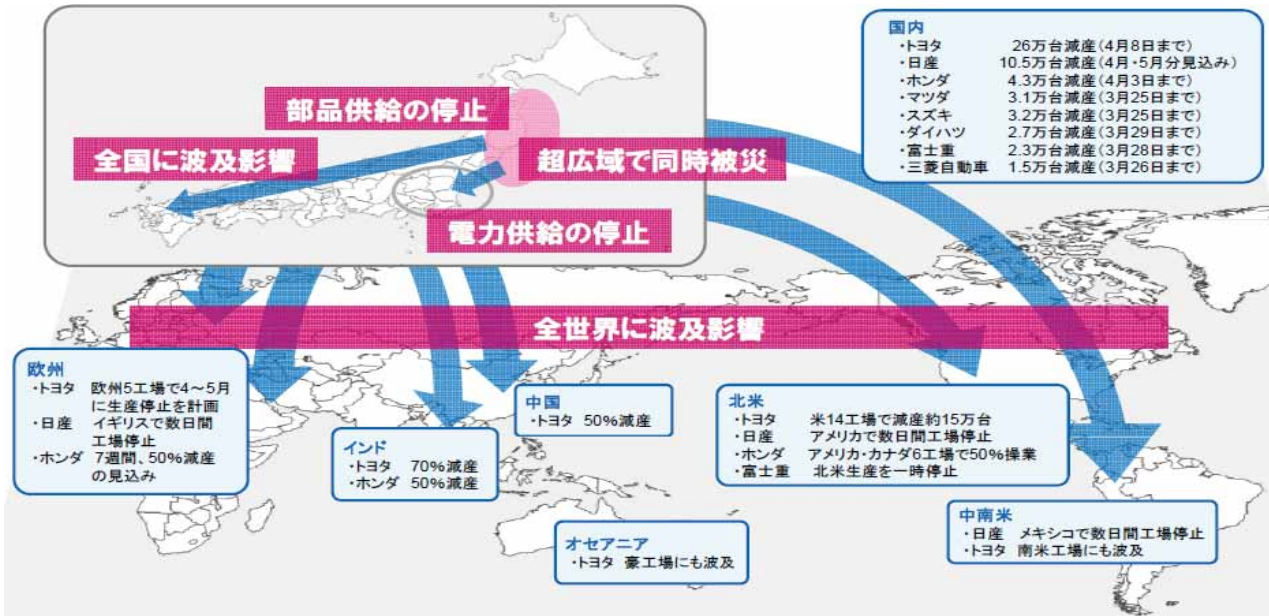 部品供給の停止
全国に波及影響
超広域で同時被災
電力供給の停止
国内
・トヨタ 26万台減産(4月8日まで)
・日産 10.5万台減産(4月・5月分見込み)
・ホンダ 4.3万台減産(4月3日まで)
・マツダ 3.1万台減産(3月25日まで)
・スズキ 3.2万台減産(3月25日まで)
・ダイハツ 2.7万台減産(3月29日まで)
・富士重 2.3万台減産(3月28日まで)
・三菱自動車 1.5万台減産(3月26日まで)
全世界に波及影響
欧州
・トヨタ 欧州5工場で4～5月
に生産停止を計画
・日産 イギリスで数日間
工場停止
・ホンダ 7週間、50%減産
の見込み
インド
・トヨタ 70%減産
・ホンダ 50%減産
中国
・トヨタ 50%減産
オセアニア
・トヨタ 豪工場にも波及
北米
・トヨタ 米14工場で減産約15万台
・日産 アメリカで数日間工場停止
・ホンダ アメリカ・カナダ6工場で50%操業
・富士重 北米生産を一時停止
中南米
・日産 メキシコで数日間工場停止
・トヨタ 南米工場にも波及